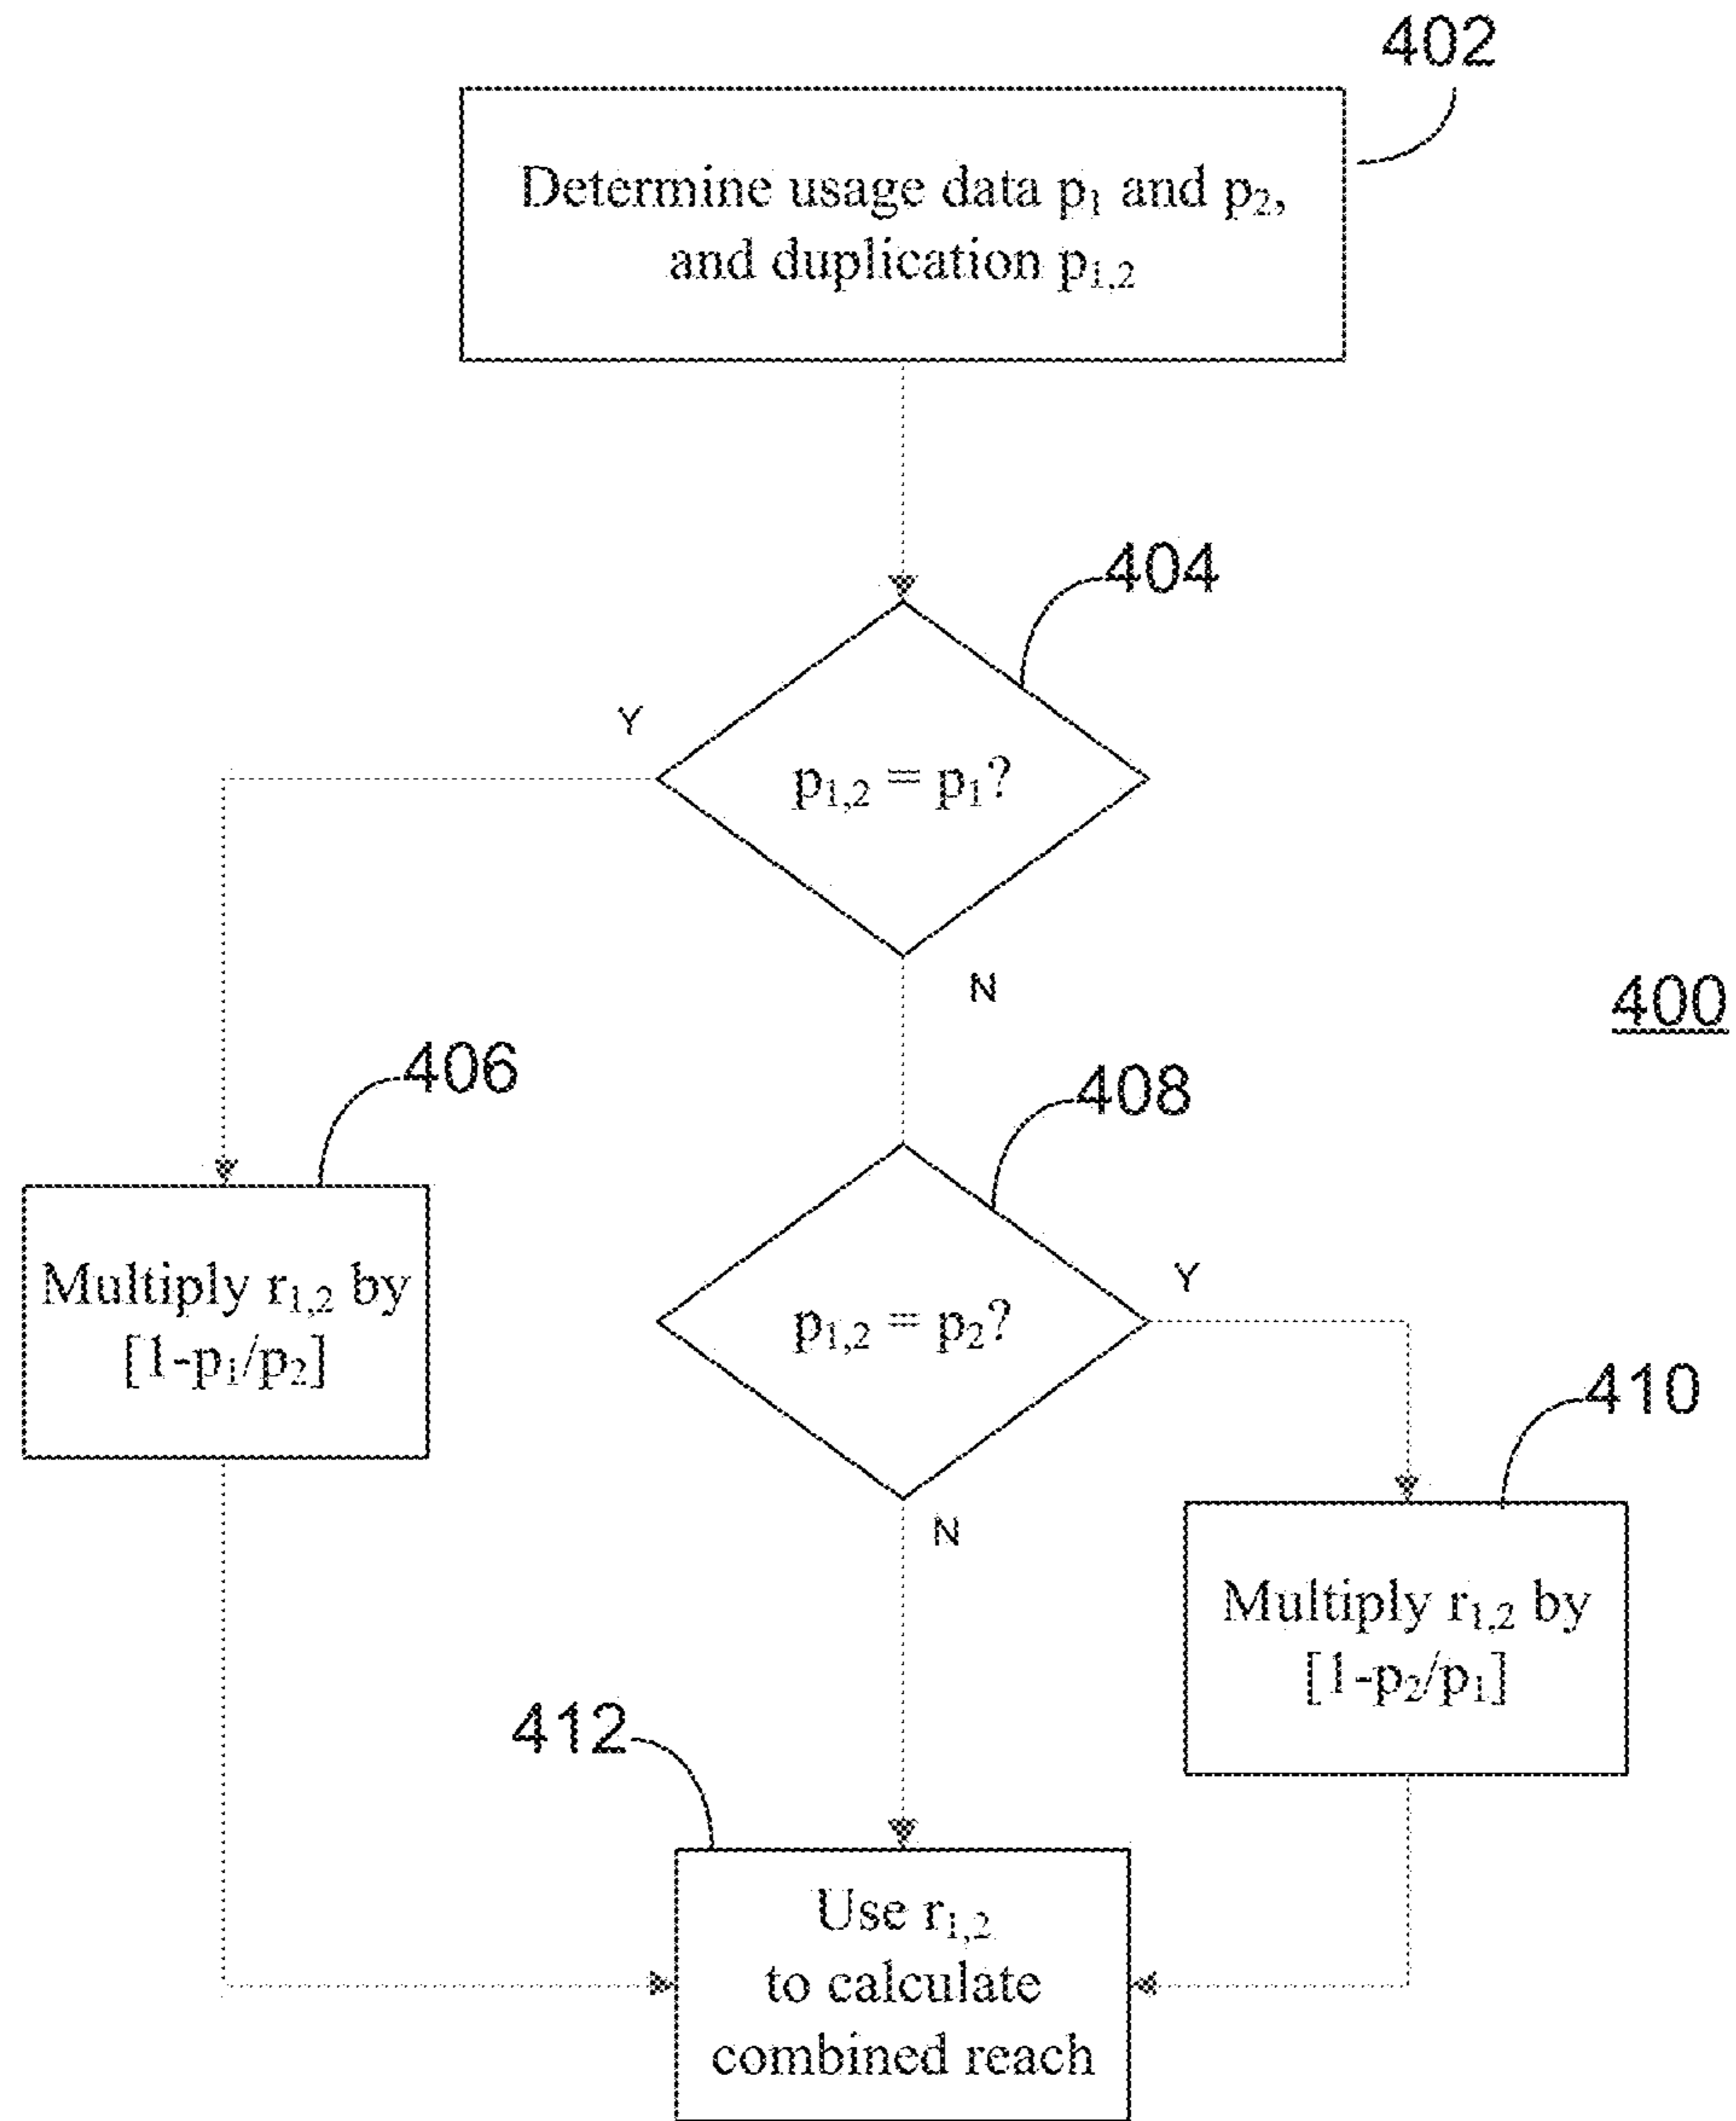 402
Determine usage data p₁ and p₂,
and duplication p₁,₂
404
Y
p₁,₂ = p₁?
N
400
406
408
Multiply r₁,₂ by
[1-p₁/p₂]
Y
p₁,₂ = p₂?
410
N
Multiply r₁,₂ by
[1-p₂/p₁]
412
Use r₁,₂
to calculate
combined reach